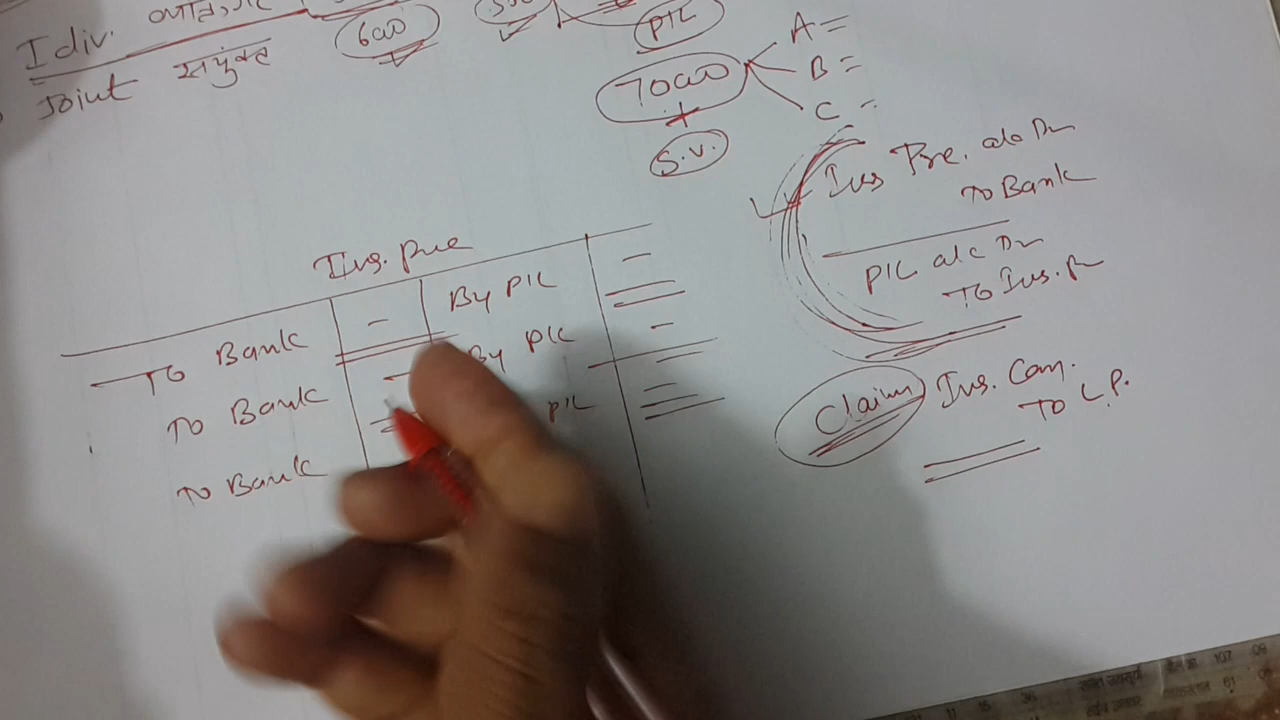 I div.
Joint संयुक्त
600
P/L
7000
S.V.
A =
B =
C -
Ins Pre. a/c Dr
To Bank
P/L a/c Dr
To Ins. Pr
Claim Ins. Com.
To L.P.
Ins. pre
To Bank - By P/L -
To Bank - By P/L -
To Bank P/L